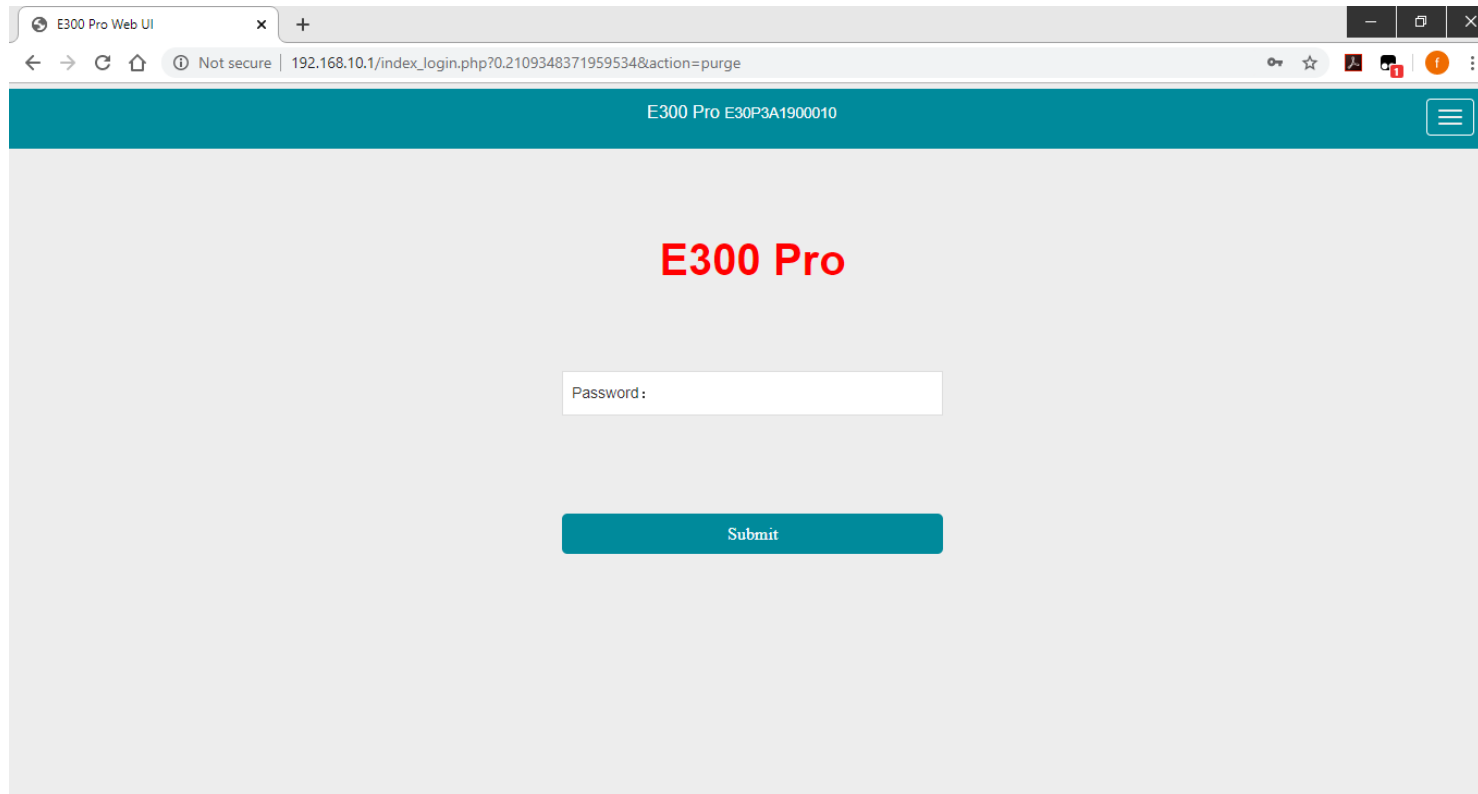 E300 Pro Web UI
Not secure | 192.168.10.1/index_login.php?0.2109348371959534&action=purge
1
f
E300 Pro E30P3A1900010
E300 Pro
Password：
Submit